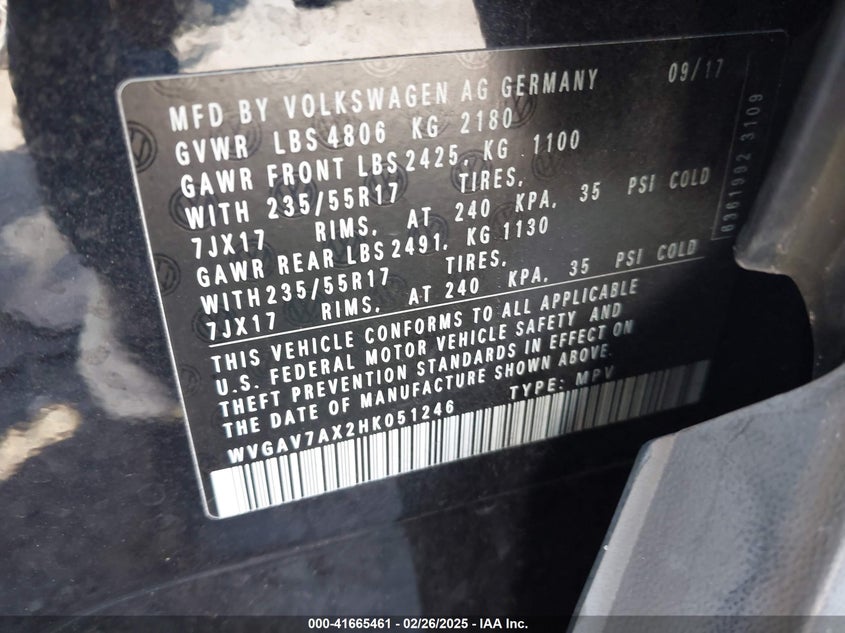 MFD BY VOLKSWAGEN AG GERMANY 09/17
GVWR LBS 4806 KG 2180
GAWR FRONT LBS 2425, KG 1100
WITH 235/55R17 TIRES,
7JX17 RIMS, AT 240 KPA, 35 PSI COLD
GAWR REAR LBS 2491, KG 1130
WITH 235/55R17 TIRES,
7JX17 RIMS, AT 240 KPA, 35 PSI COLD
THIS VEHICLE CONFORMS TO ALL APPLICABLE
U.S. FEDERAL MOTOR VEHICLE SAFETY AND
THEFT PREVENTION STANDARDS IN EFFECT ON
THE DATE OF MANUFACTURE SHOWN ABOVE.
WVGAV7AX2HK051246 TYPE: MPV
000-41665461 - 02/26/2025 - IAA Inc.